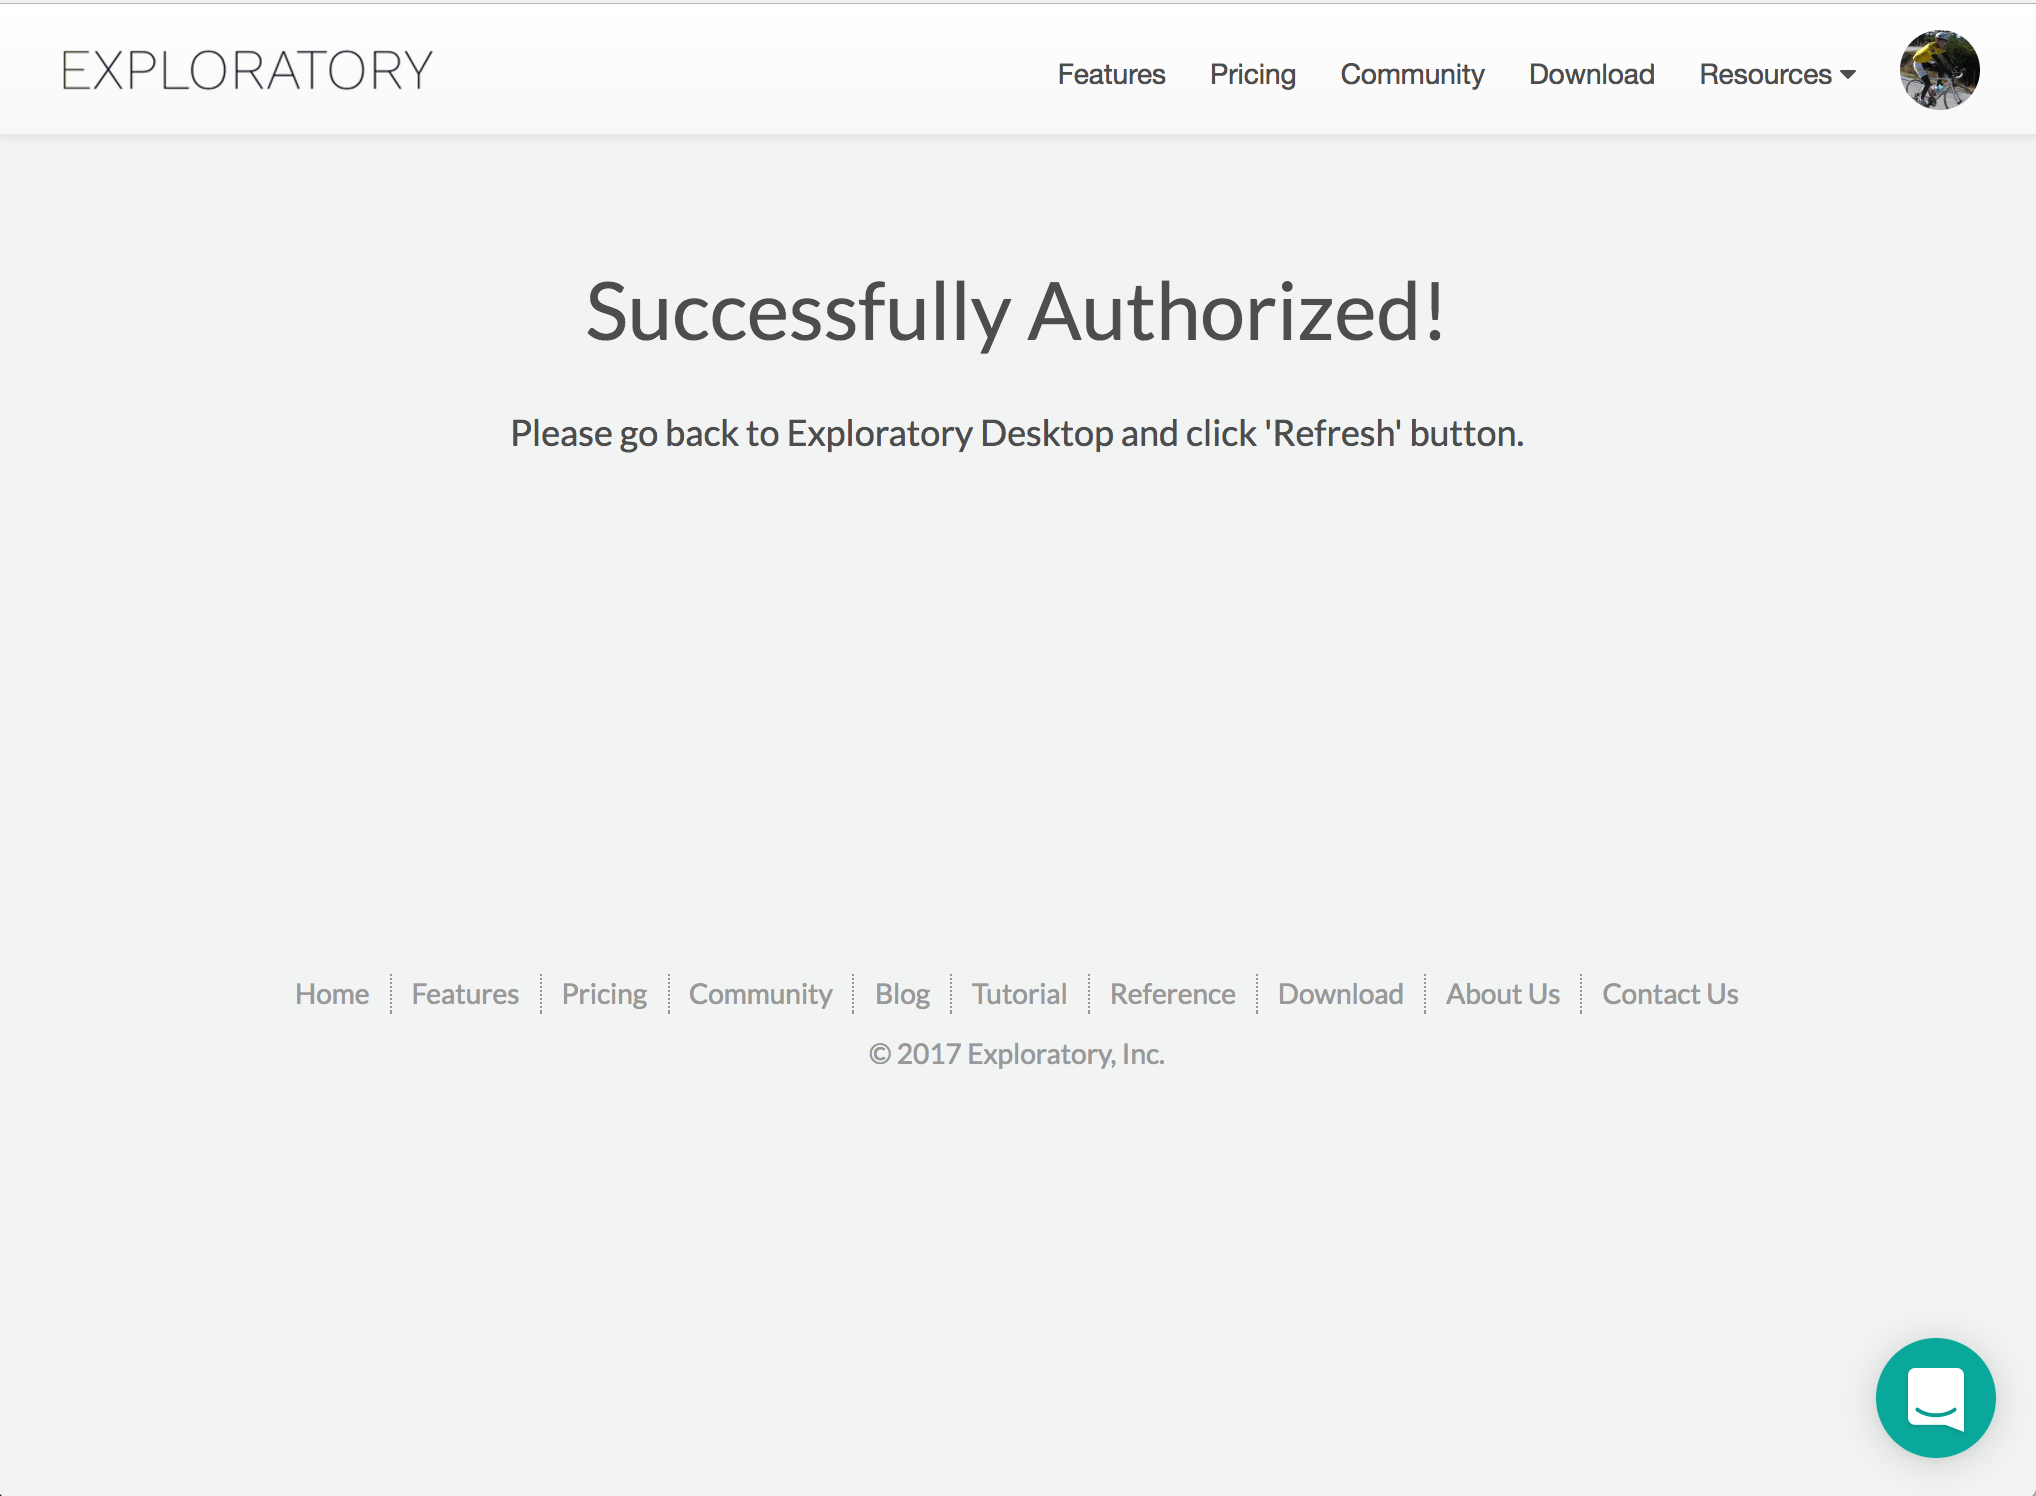 EXPLORATORY
Features Pricing Community Download Resources
Successfully Authorized!
Please go back to Exploratory Desktop and click 'Refresh' button.
Home Features Pricing Community Blog Tutorial Reference Download About Us Contact Us
© 2017 Exploratory, Inc.